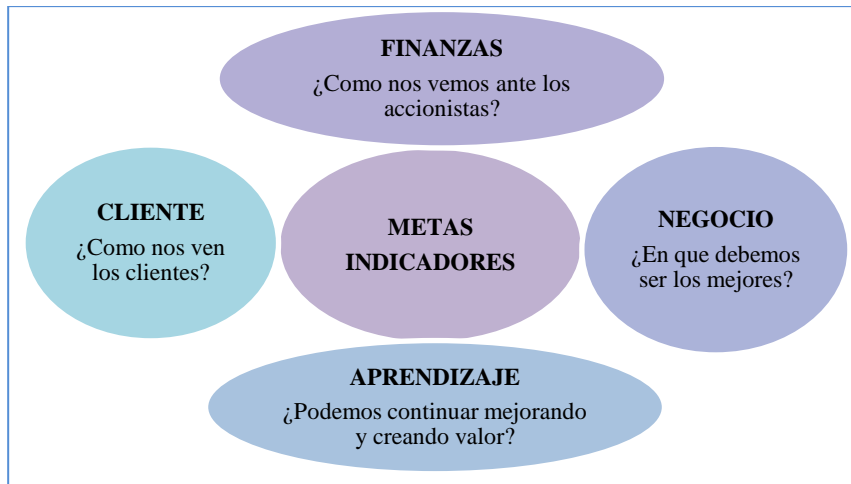 FINANZAS
¿Como nos vemos ante los
accionistas?
CLIENTE
¿Como nos ven
los clientes?
METAS
INDICADORES
NEGOCIO
¿En que debemos
ser los mejores?
APRENDIZAJE
¿Podemos continuar mejorando
y creando valor?